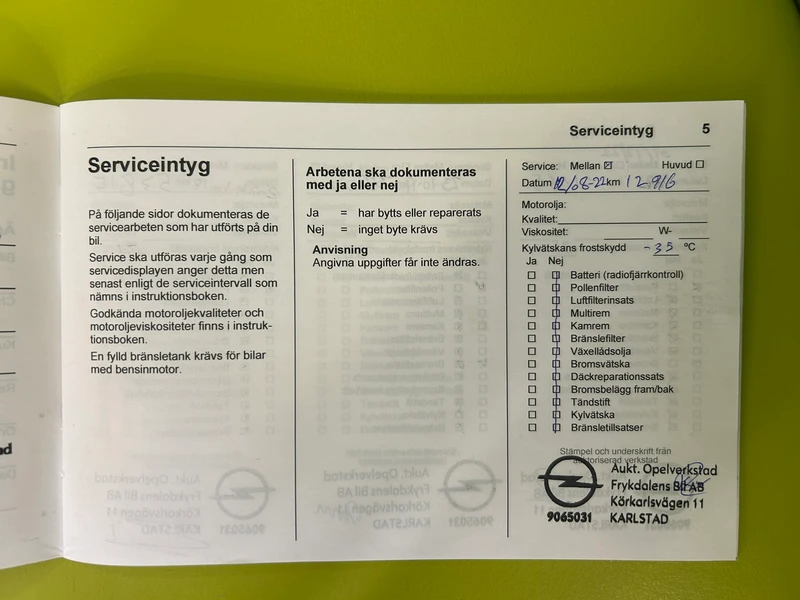 Serviceintyg 5
Serviceintyg
På följande sidor dokumenteras de
servicearbeten som har utförts på din
bil.
Service ska utföras varje gång som
servicedisplayen anger detta men
senast enligt de serviceintervall som
nämns i instruktionsboken.
Godkända motoroljekvaliteter och
motoroljeviskositeter finns i instruk-
tionsboken.
En fylld bränsletank krävs för bilar
med bensinmotor.
Arbetena ska dokumenteras
med ja eller nej
Ja = har bytts eller reparerats
Nej = inget byte krävs
Anvisning
Angivna uppgifter får inte ändras.
Service: Mellan ☒ Huvud ☐
Datum 12/08-22 km 12916
Motorolja:
Kvalitet:
Viskositet: W-
Kylvätskans frostskydd -35 °C
Ja Nej
Batteri (radiofjärrkontroll)
Pollenfilter
Luftfilterinsats
Multirem
Kamrem
Bränslefilter
Växellådsolja
Bromsvätska
Däckreparationssats
Bromsbelägg fram/bak
Tändstift
Kylvätska
Bränsletillsatser
Stämpel och underskrift från
auktoriserad verkstad
Aukt. Opelverkstad
Frykdalens Bil AB
Körkarlsvägen 11
9065031 KARLSTAD